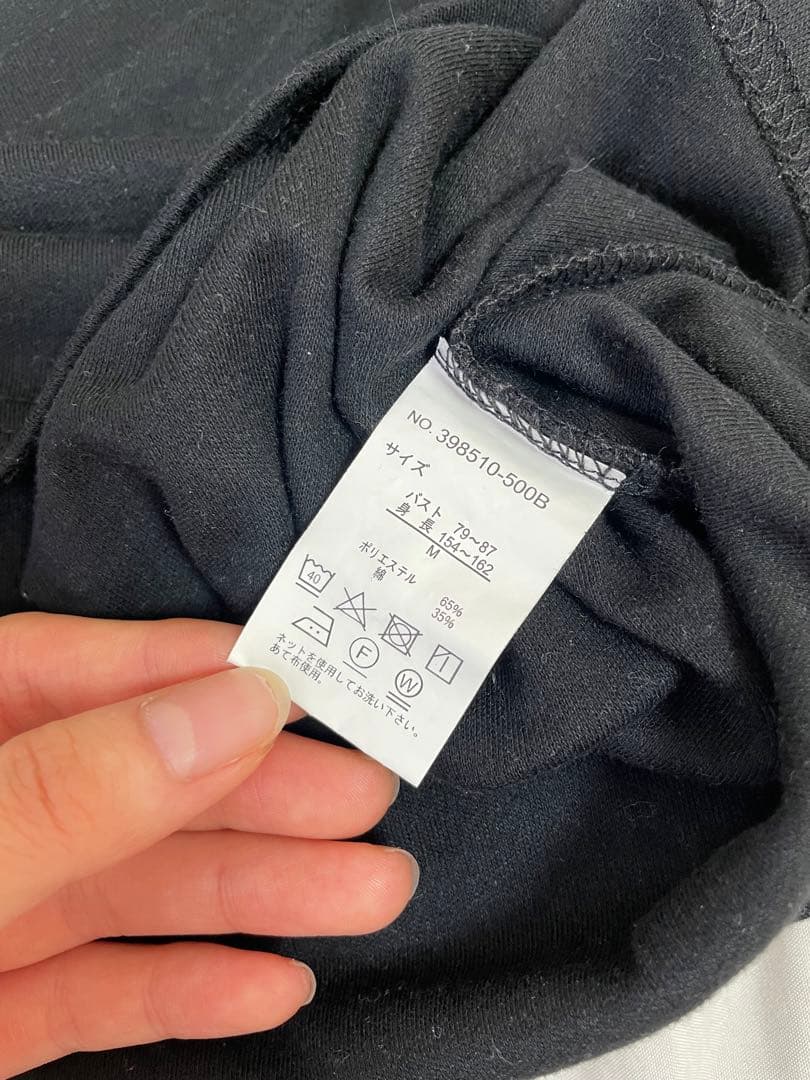 NO. 398510-500B
サイズ
バスト 79~87
身 長 154~162
M
ポリエステル 65%
綿 35%
40
F
W
ネットを使用してお洗い下さい。
あて布使用。